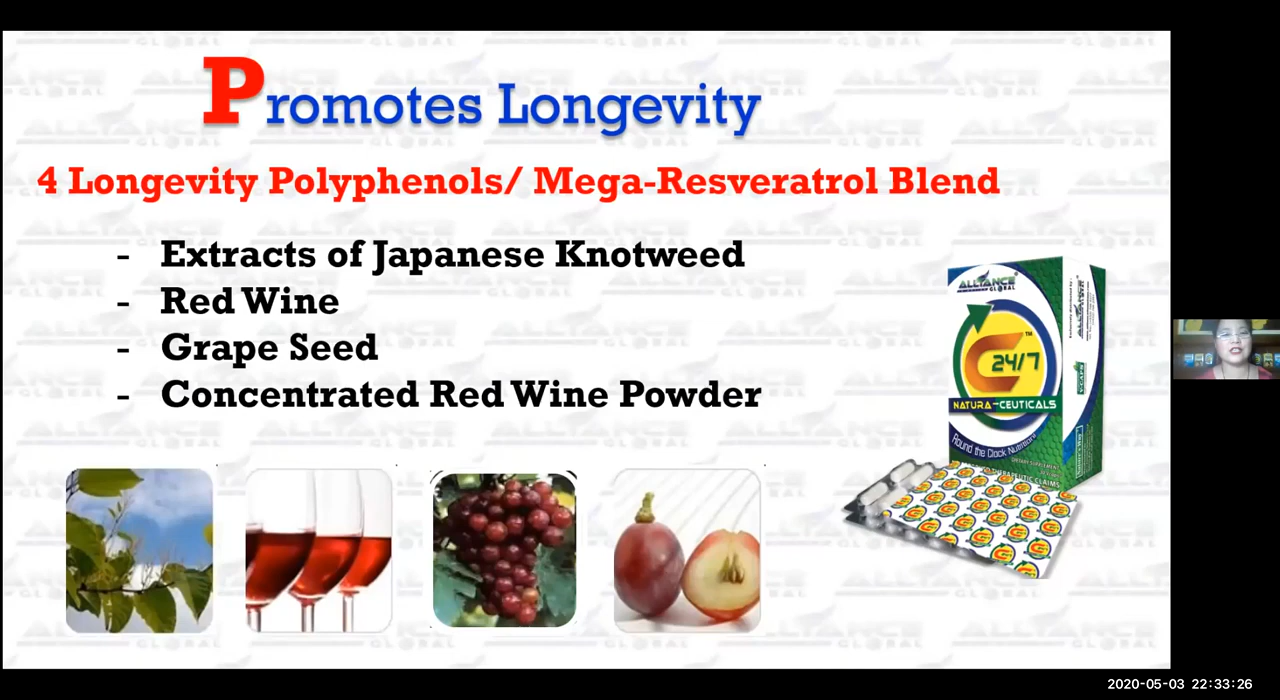 Promotes Longevity
4 Longevity Polyphenols/ Mega-Resveratrol Blend
- Extracts of Japanese Knotweed
- Red Wine
- Grape Seed
- Concentrated Red Wine Powder
ALLIANCE
GLOBAL
C 24/7
NATURA-CEUTICALS
Round the Clock Nutrition
2020-05-03 22:33:26